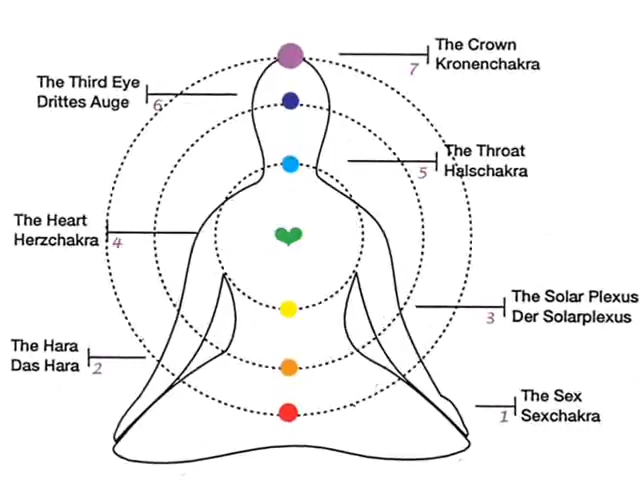 The Crown
Kronenchakra
7
The Third Eye
Drittes Auge
6
The Throat
Halschakra
5
The Heart
Herzchakra
4
The Solar Plexus
Der Solarplexus
3
The Hara
Das Hara
2
The Sex
Sexchakra
1